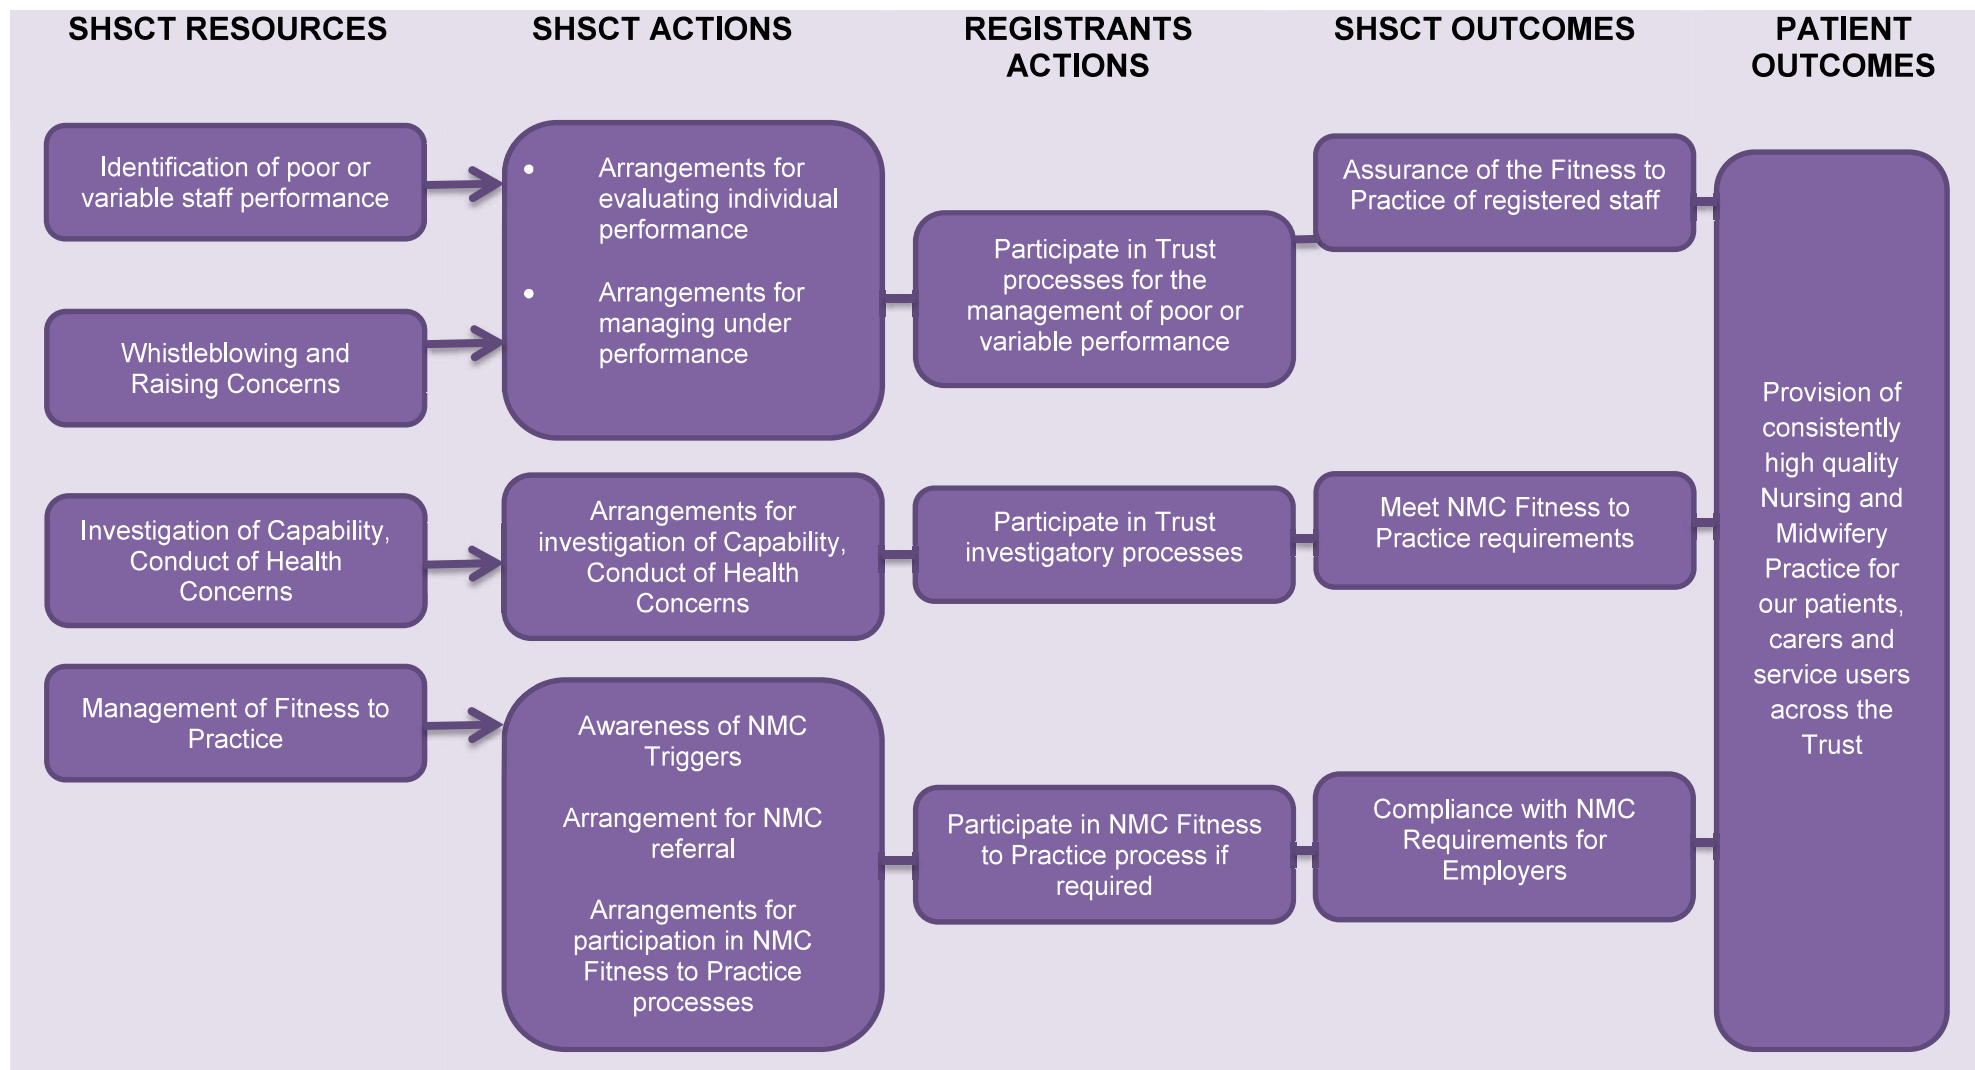 SHSCT RESOURCES
SHSCT ACTIONS
REGISTRANTS
ACTIONS
SHSCT OUTCOMES
PATIENT
OUTCOMES
Identification of poor or
variable staff performance
Whistleblowing and
Raising Concerns
Investigation of Capability,
Conduct of Health
Concerns
Management of Fitness to
Practice
• Arrangements for
evaluating individual
performance
• Arrangements for
managing under
performance
Arrangements for
investigation of Capability,
Conduct of Health
Concerns
Awareness of NMC
Triggers
Arrangement for NMC
referral
Arrangements for
participation in NMC
Fitness to Practice
processes
Participate in Trust
processes for the
management of poor or
variable performance
Participate in Trust
investigatory processes
Participate in NMC Fitness
to Practice process if
required
Assurance of the Fitness to
Practice of registered staff
Meet NMC Fitness to
Practice requirements
Compliance with NMC
Requirements for
Employers
Provision of
consistently
high quality
Nursing and
Midwifery
Practice for
our patients,
carers and
service users
across the
Trust